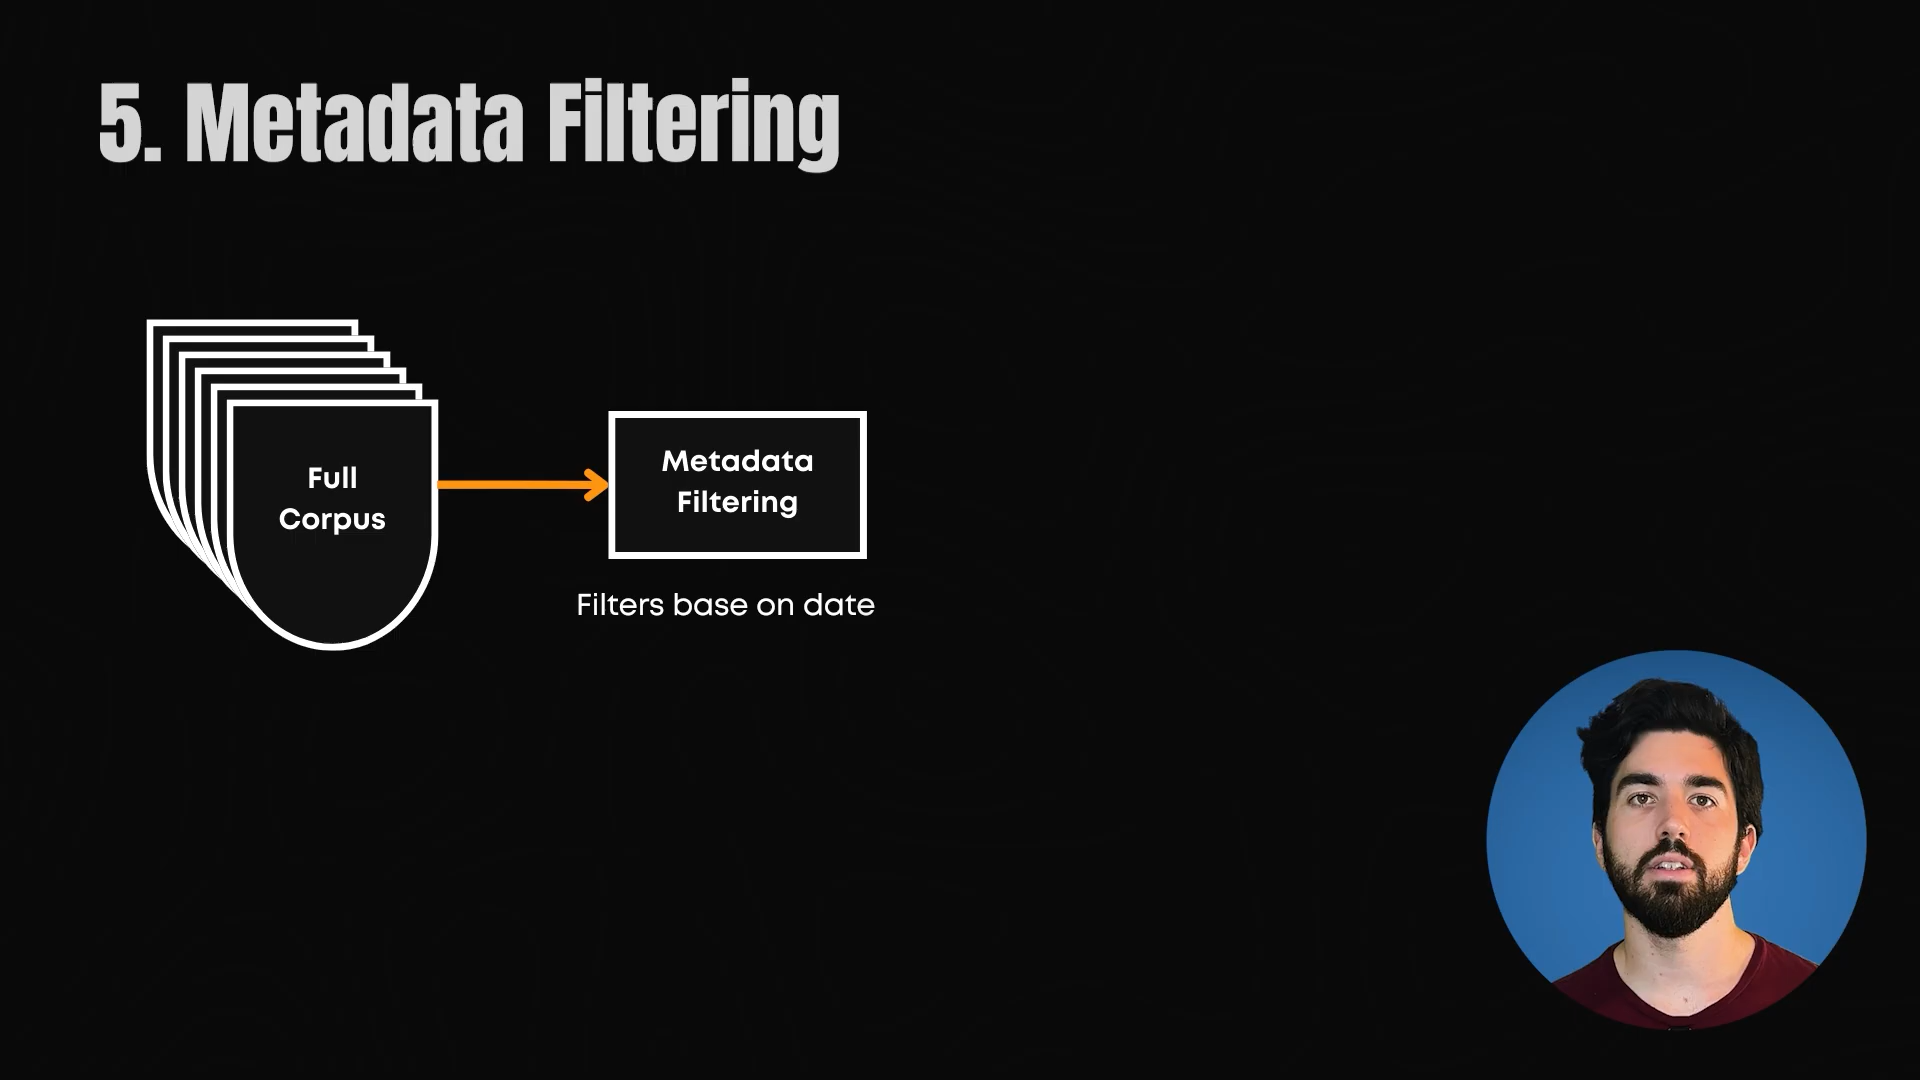 5. Metadata Filtering
Full
Corpus
Metadata
Filtering
Filters base on date